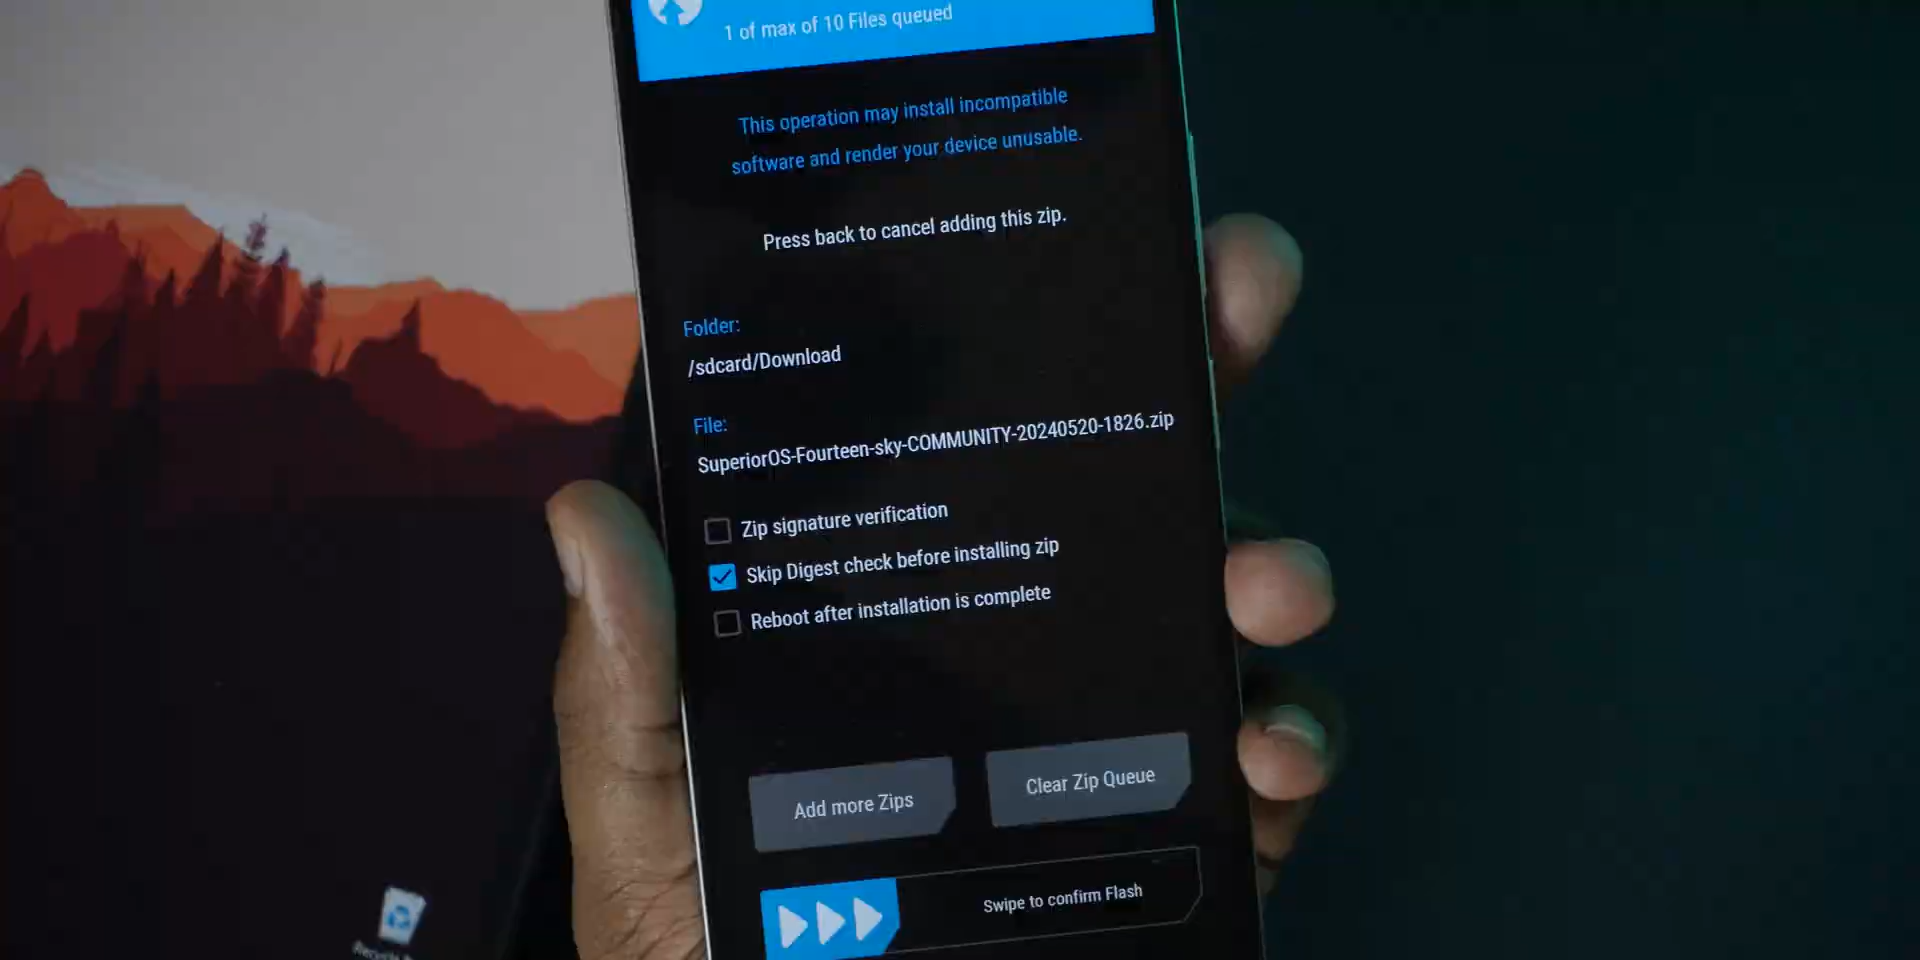 1 of max of 10 Files queued
This operation may install incompatible
software and render your device unusable.
Press back to cancel adding this zip.
Folder:
/sdcard/Download
File:
SuperiorOS-Fourteen-sky-COMMUNITY-20240520-1826.zip
Zip signature verification
Skip Digest check before installing zip
Reboot after installation is complete
Add more Zips
Clear Zip Queue
Swipe to confirm Flash
Recycle